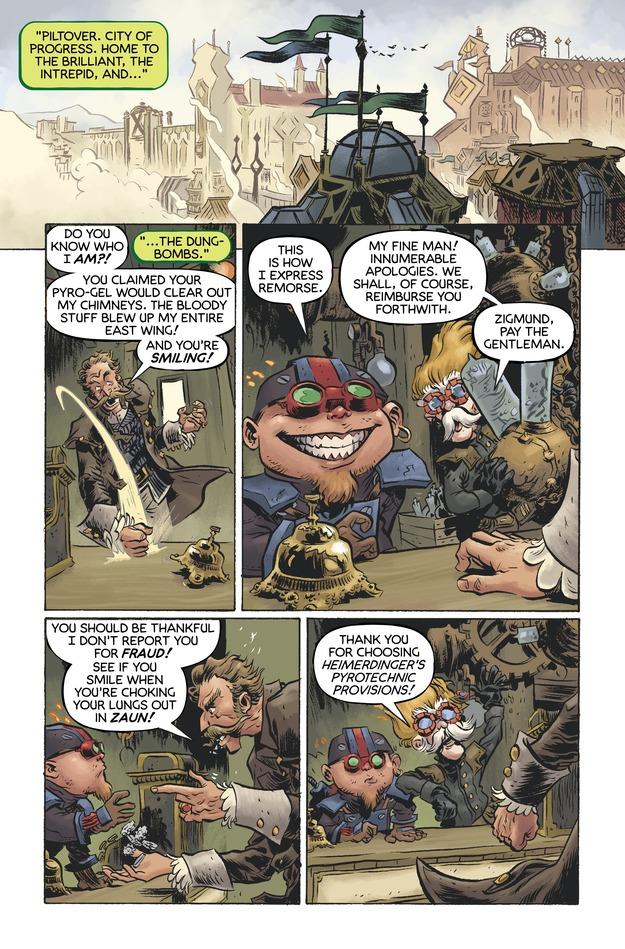 "PILTOVER. CITY OF
PROGRESS. HOME TO
THE BRILLIANT, THE
INTREPID, AND..."
DO YOU
KNOW WHO
I AM?!
"...THE DUNG-
BOMBS."
YOU CLAIMED YOUR
PYRO-GEL WOULD CLEAR OUT
MY CHIMNEYS. THE BLOODY
STUFF BLEW UP MY ENTIRE
EAST WING!
AND YOU'RE
SMILING!
THIS
IS HOW
I EXPRESS
REMORSE.
MY FINE MAN!
INNUMERABLE
APOLOGIES. WE
SHALL, OF COURSE,
REIMBURSE YOU
FORTHWITH.
ZIGMUND,
PAY THE
GENTLEMAN.
YOU SHOULD BE THANKFUL
I DON'T REPORT YOU
FOR FRAUD!
SEE IF YOU
SMILE WHEN
YOU'RE CHOKING
YOUR LUNGS OUT
IN ZAUN!
THANK YOU
FOR CHOOSING
HEIMERDINGER'S
PYROTECHNIC
PROVISIONS!